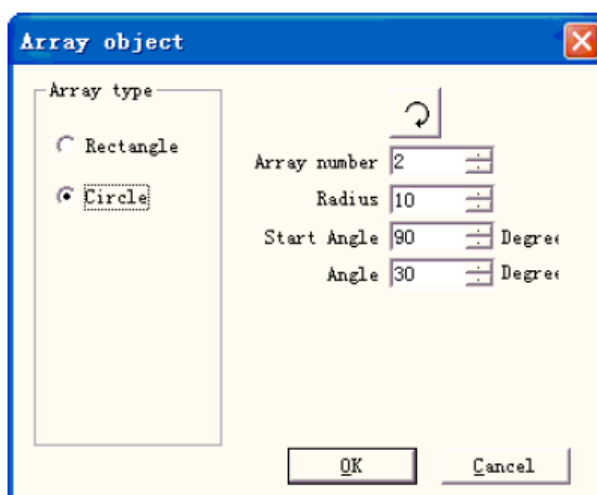 Array object
Array type
Rectangle
Circle
Array number 2
Radius 10
Start Angle 90 Degree
Angle 30 Degree
OK Cancel